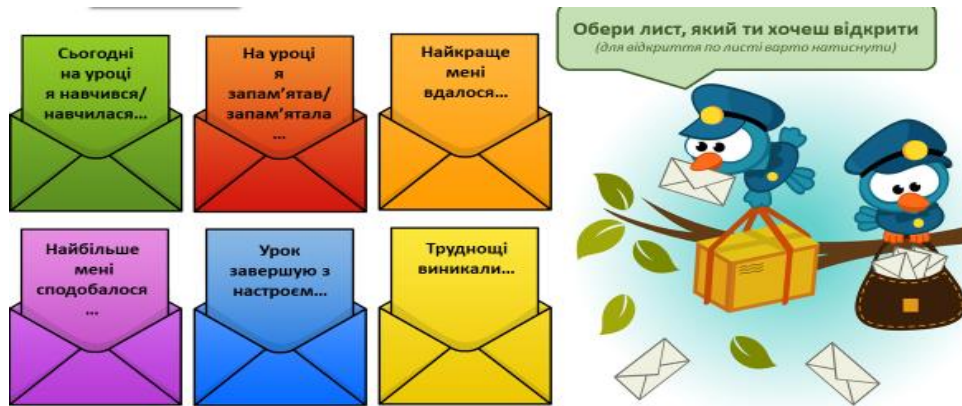 Сьогодні
на уроці
я навчився/
навчилася...
На уроці
я
запам'ятав/
запам'ятала
...
Найкраще
мені
вдалося...
Обери лист, який ти хочеш відкрити
(для відкриття по листі варто натиснути)
Найбільше
мені
сподобалося
...
Урок
завершую з
настроєм...
Труднощі
виникали...